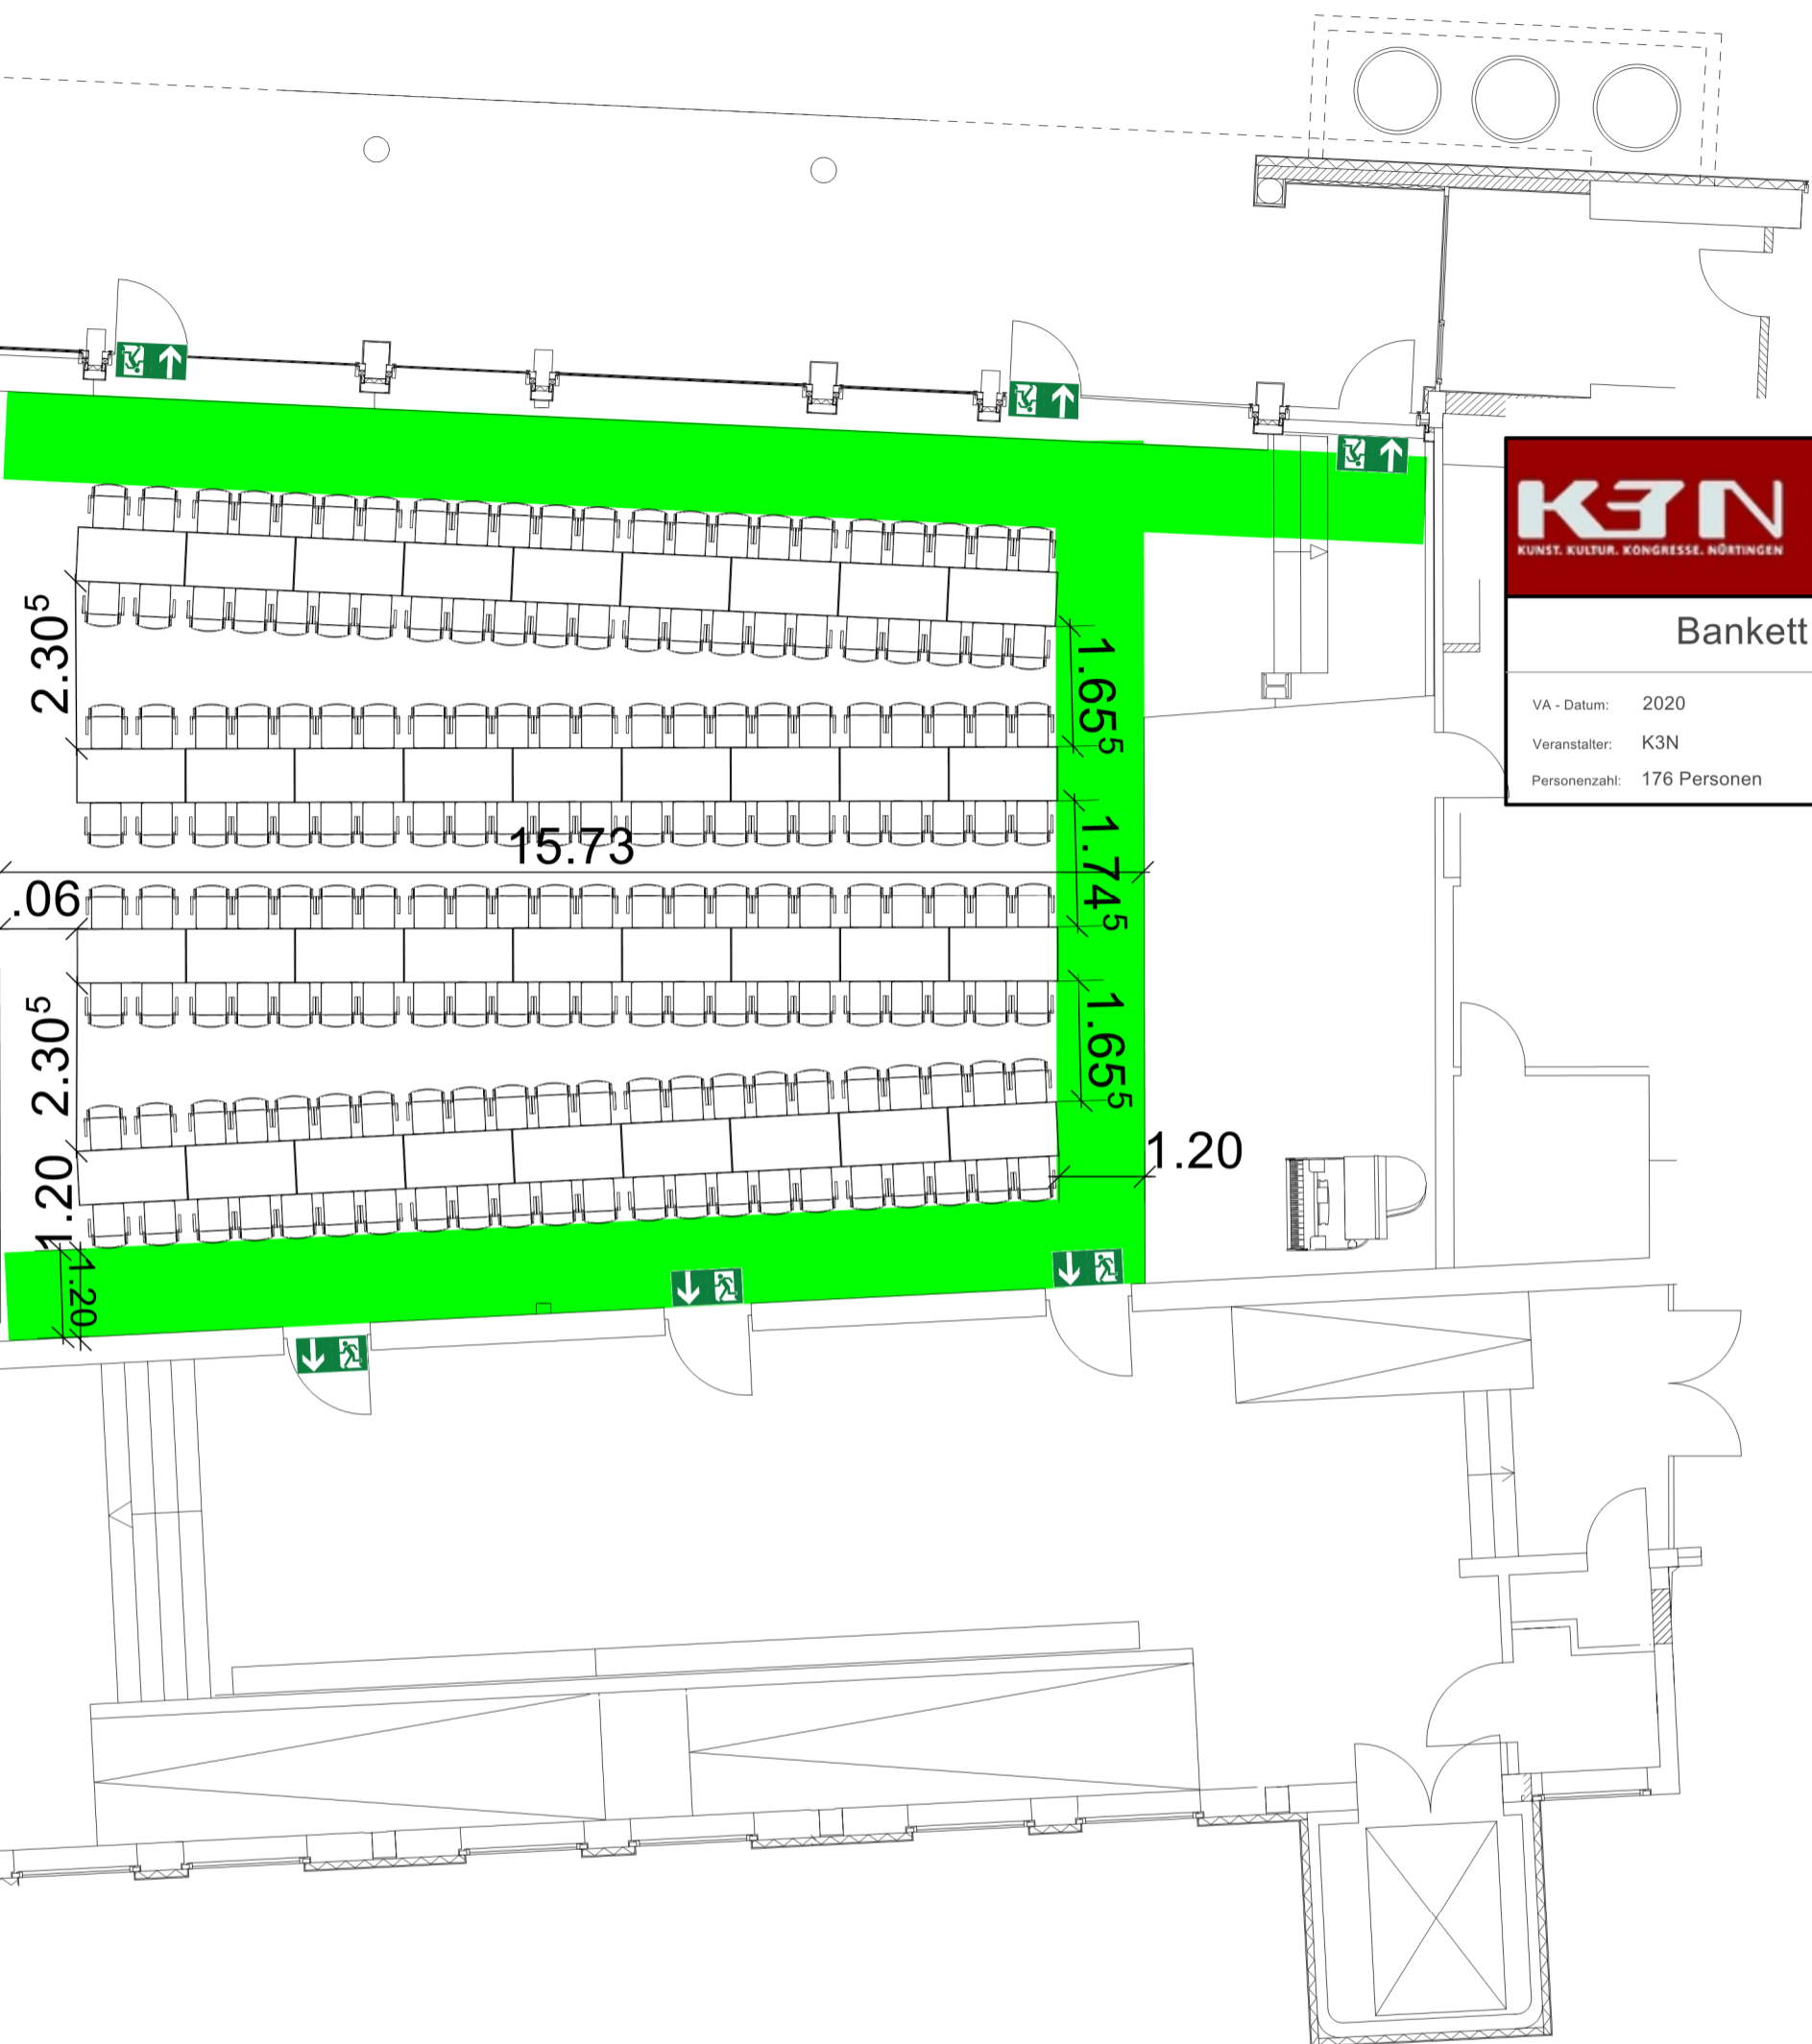 K3N
KUNST. KULTUR. KONGRESSE. NÜRTINGEN
Bankett
VA - Datum: 2020
Veranstalter: K3N
Personenzahl: 176 Personen
2.30⁵
1.65⁵
15.73
1.74⁵
.06
2.30⁵
1.65⁵
1.20
1.20
1.20